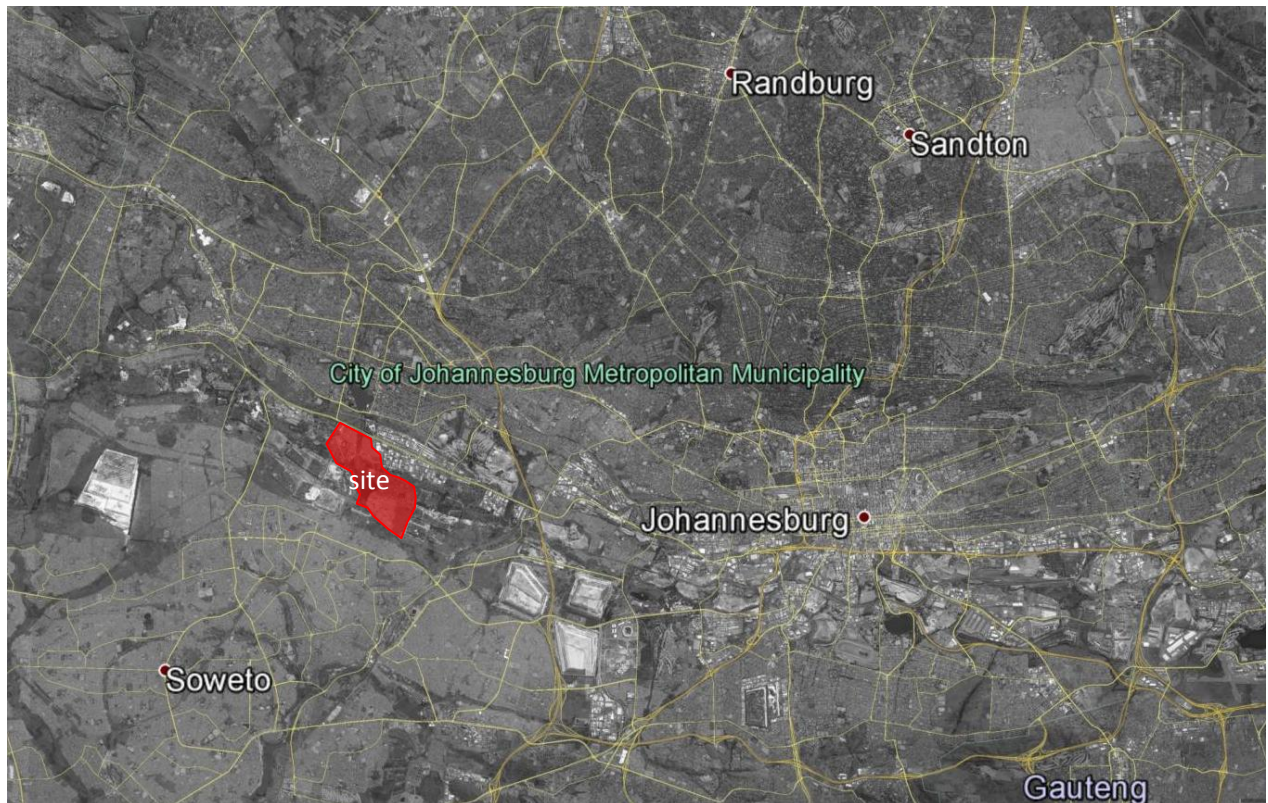 Randburg
Sandton
City of Johannesburg Metropolitan Municipality
site
Johannesburg
Soweto
Gauteng